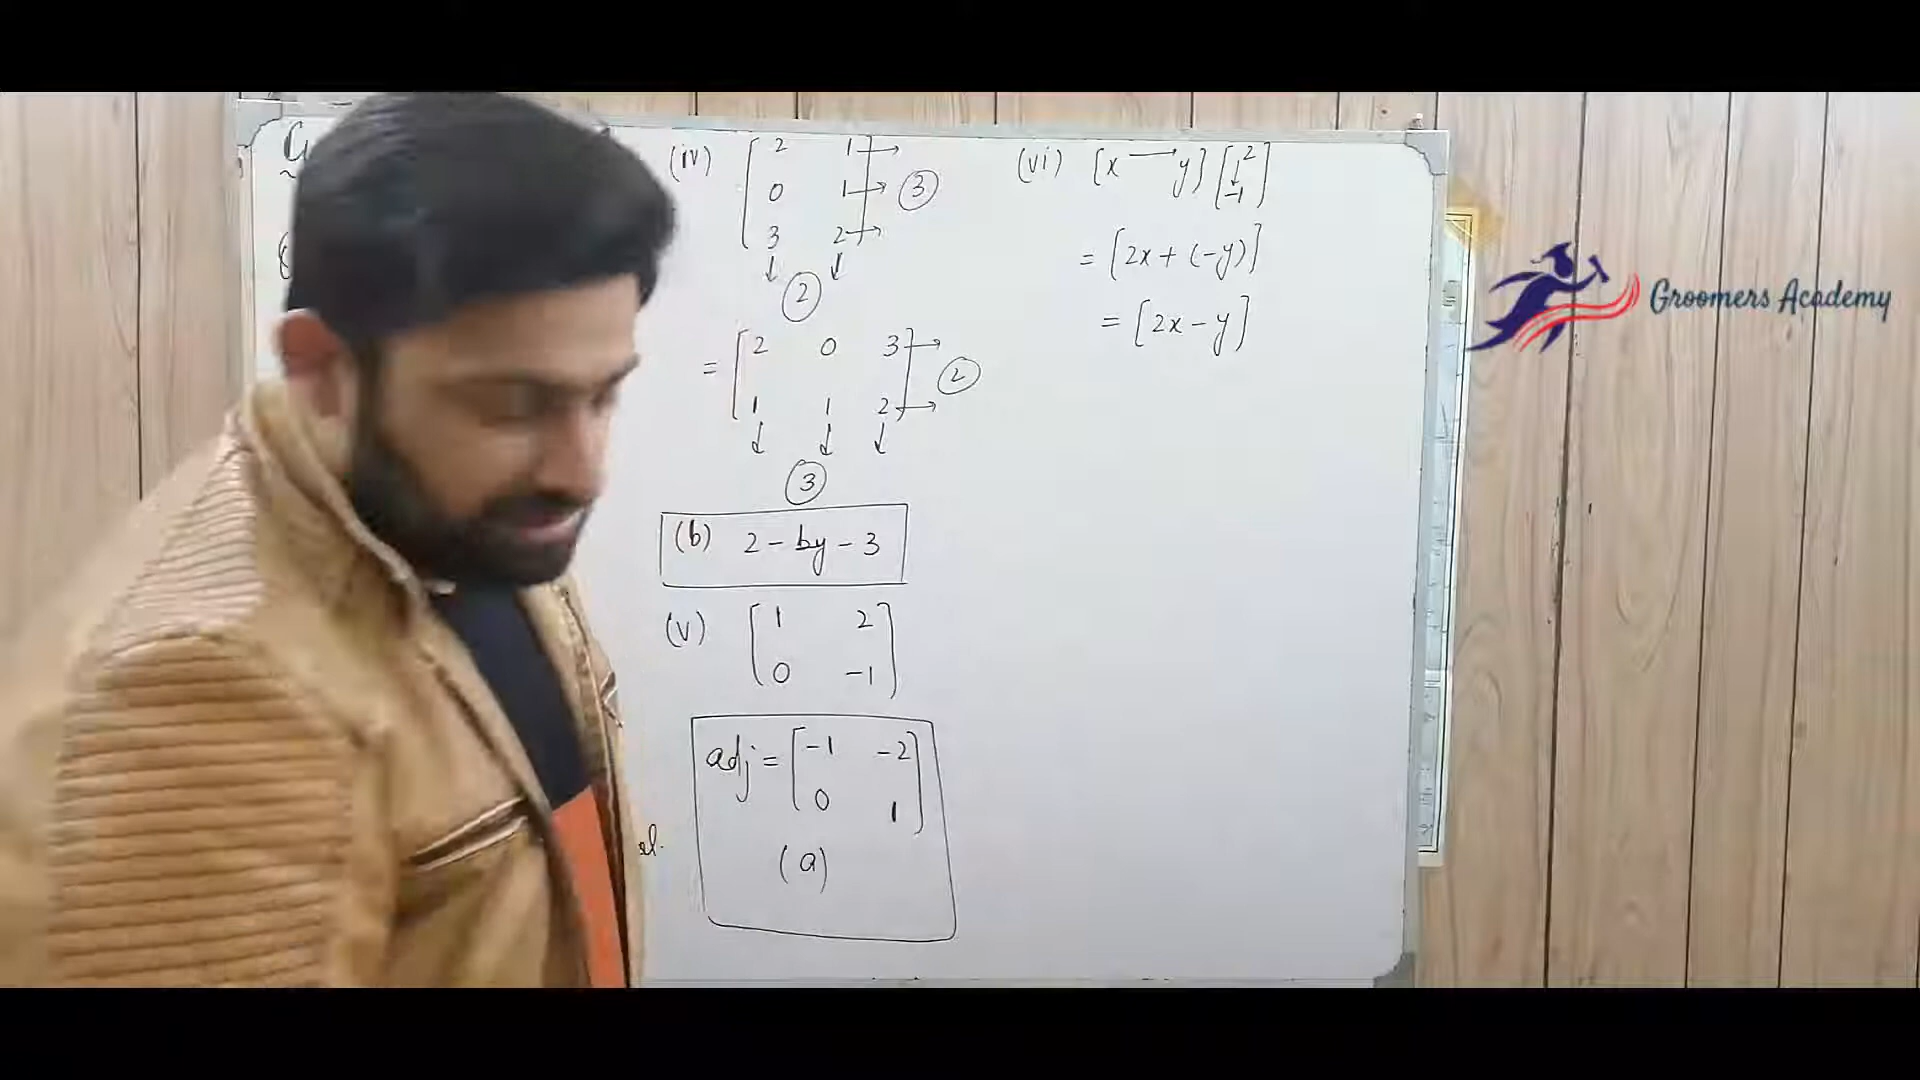 (iv) [2 1
0 1] (3)
3 2]
(2)
= [2 0 3] (2)
1 1 2]
(3)
(b) 2 - by - 3
(v) [1 2
0 -1]
adj = [-1 -2
0 1]
(a)
(vi) [x y] [2
-1]
= [2x + (-y)]
= [2x - y]
Groomers Academy